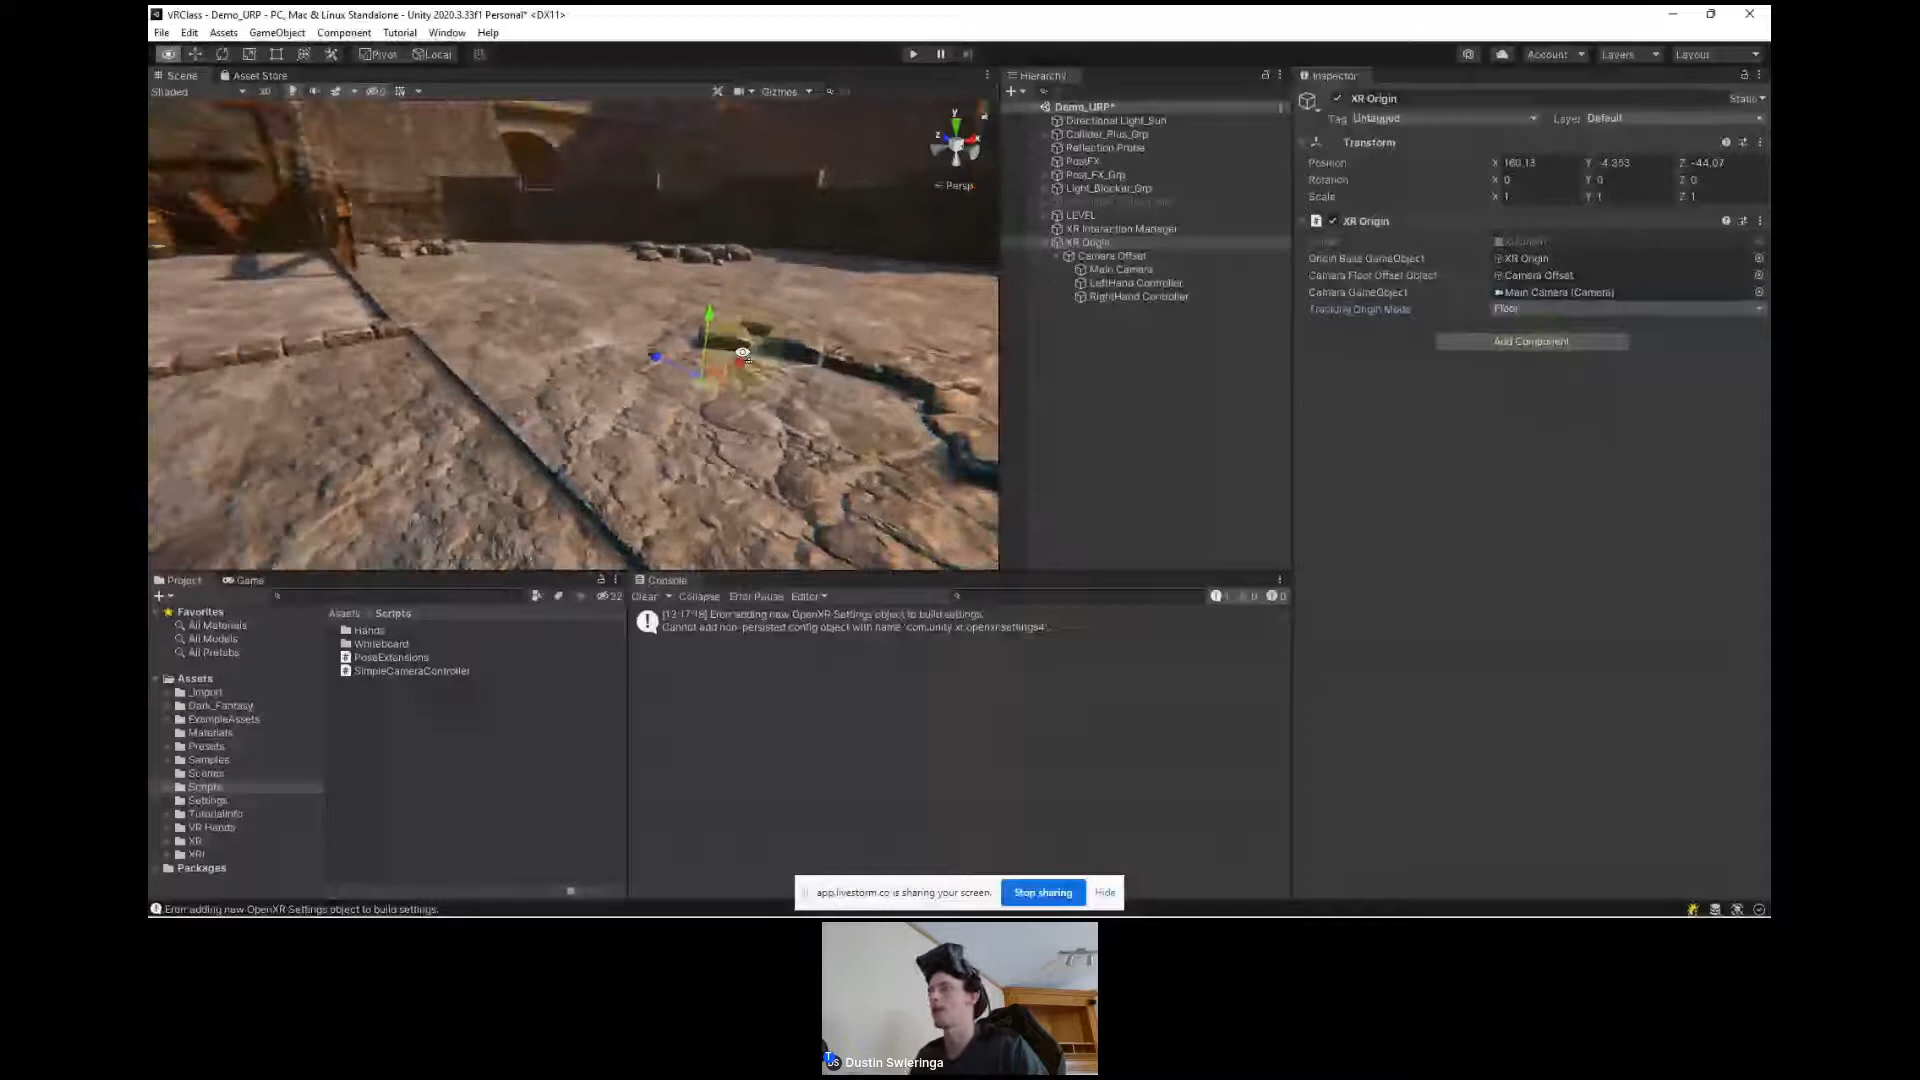 VRClass - Demo_URP - PC, Mac & Linux Standalone - Unity 2020.3.33f1 Personal* <DX11>
File Edit Assets GameObject Component Tutorial Window Help
Pivot Local
Account Layers Layout
Scene Asset Store
Shaded 2D Gizmos
y
z x
Persp
Hierarchy
Demo_URP*
Directional Light_Sun
Collider_Plus_Grp
Reflection Probe
PostFX
Post_FX_Grp
Light_Blocker_Grp
LEVEL
XR Interaction Manager
XR Origin
Camera Offset
Main Camera
LeftHand Controller
RightHand Controller
Inspector
XR Origin Static
Tag Untagged Layer Default
Transform
Position X 160.13 Y -4.353 Z -44.07
Rotation X 0 Y 0 Z 0
Scale X 1 Y 1 Z 1
XR Origin
Origin Base GameObject XR Origin
Camera Floor Offset Object Camera Offset
Camera GameObject Main Camera (Camera)
Tracking Origin Mode Floor
Add Component
Project Game
22
Favorites
All Materials
All Models
All Prefabs
Assets
_Import
Dark_Fantasy
ExampleAssets
Materials
Presets
Samples
Scenes
Scripts
Settings
TutorialInfo
VR Hands
XR
XRI
Packages
Assets Scripts
Hands
Whiteboard
PoseExtensions
SimpleCameraController
Console
Clear Collapse Error Pause Editor 1 0 0
[13:17:18] Error adding new OpenXR Settings object to build settings.
Cannot add non-persisted config object with name 'com.unity.xr.openxr.settings4'.
app.livestorm.co is sharing your screen. Stop sharing Hide
Error adding new OpenXR Settings object to build settings.
DS Dustin Swieringa